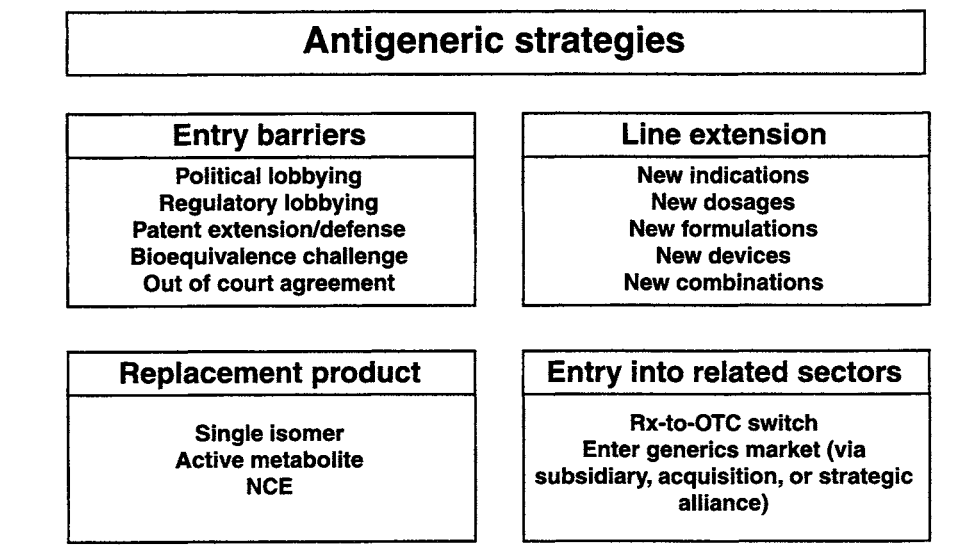 Antigeneric strategies
Entry barriers
Political lobbying
Regulatory lobbying
Patent extension/defense
Bioequivalence challenge
Out of court agreement
Line extension
New indications
New dosages
New formulations
New devices
New combinations
Replacement product
Single isomer
Active metabolite
NCE
Entry into related sectors
Rx-to-OTC switch
Enter generics market (via
subsidiary, acquisition, or strategic
alliance)